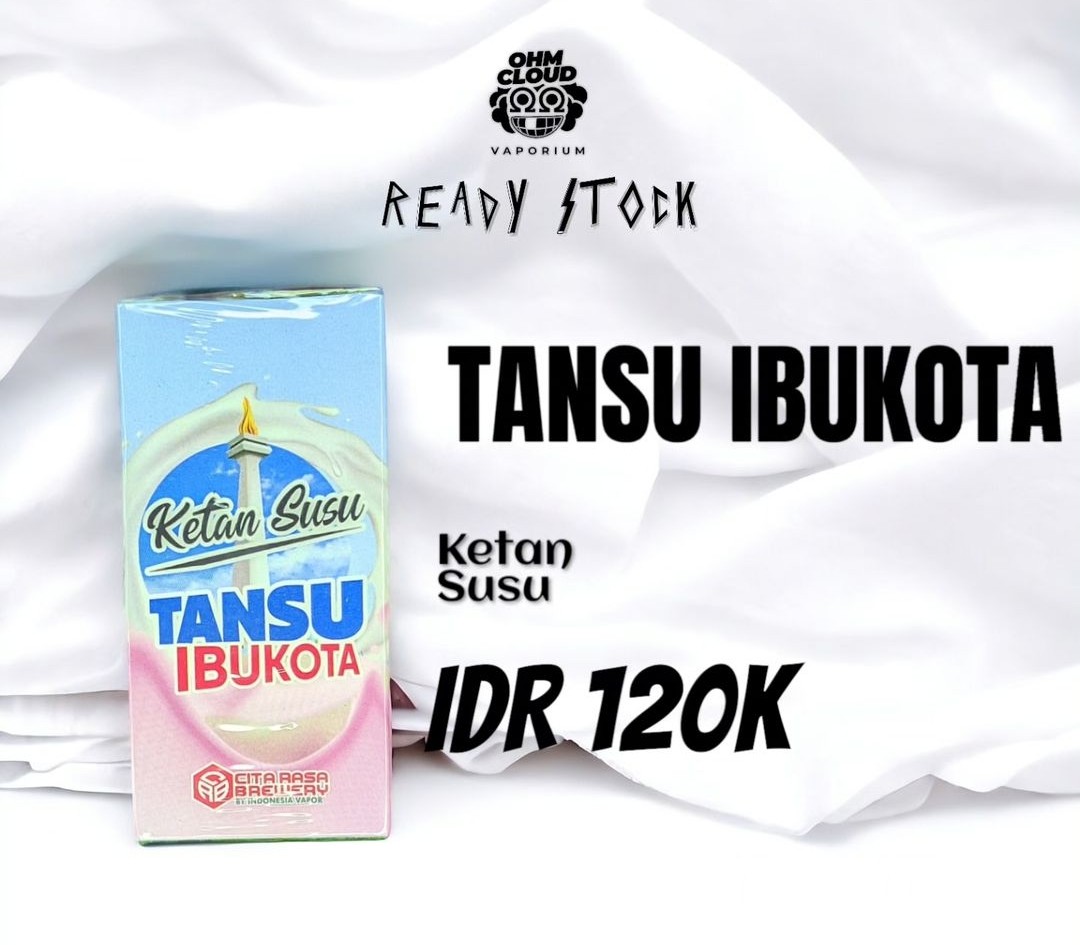 OHM
CLOUD
VAPORIUM
READY STOCK
TANSU IBUKOTA
Ketan
Susu
IDR 120K
Ketan Susu
TANSU
IBUKOTA
CITA RASA
BREWERY
BY INDONESIA VAPOR